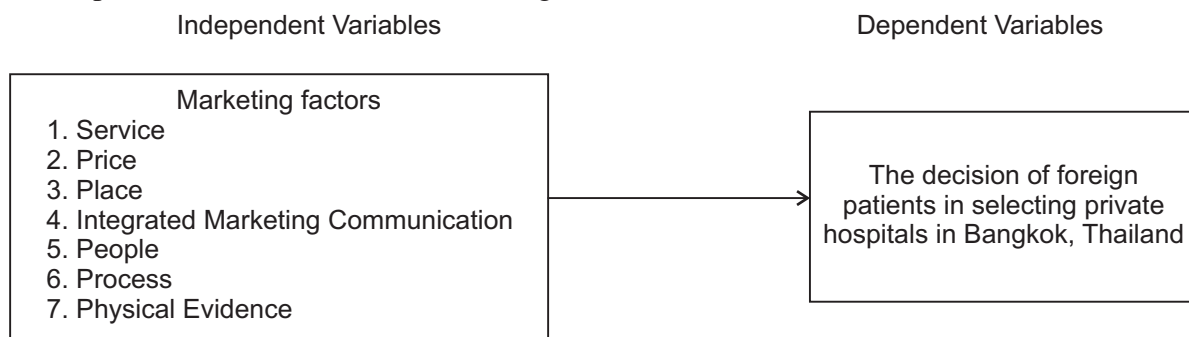 Independent Variables
Dependent Variables
Marketing factors
1. Service
2. Price
3. Place
4. Integrated Marketing Communication
5. People
6. Process
7. Physical Evidence
The decision of foreign
patients in selecting private
hospitals in Bangkok, Thailand